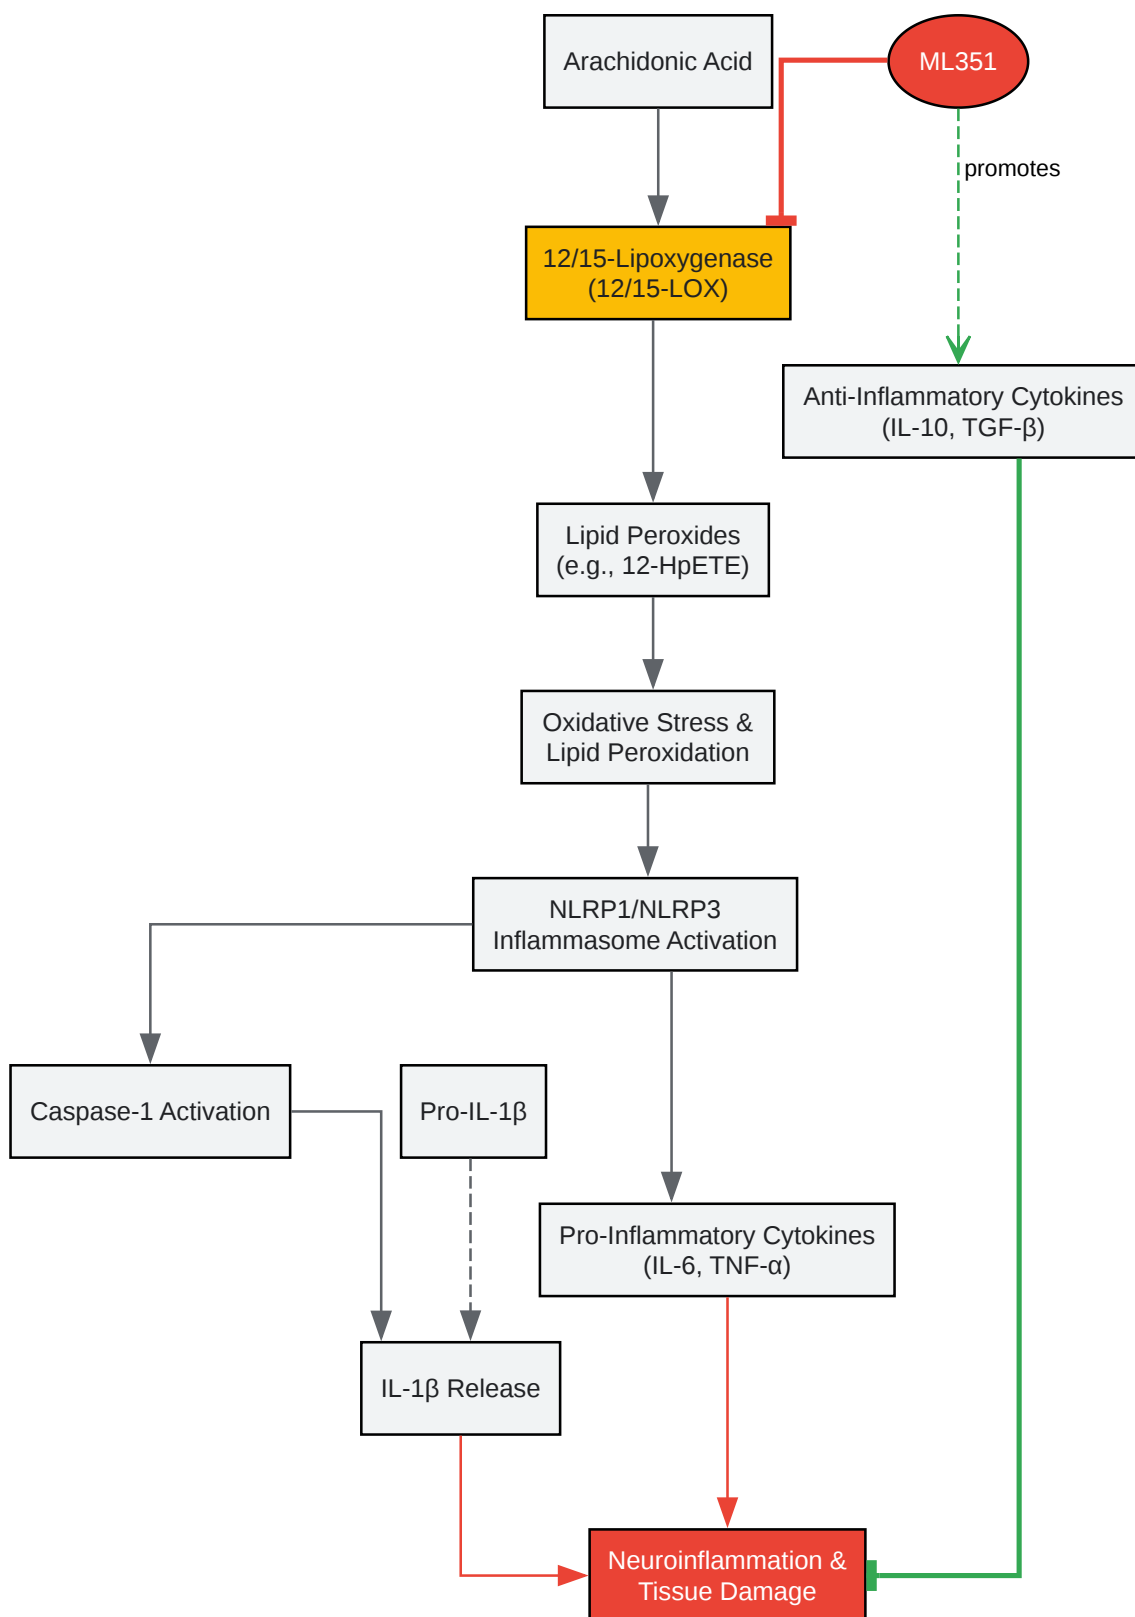 Arachidonic Acid
ML351
promotes
12/15-Lipoxygenase
(12/15-LOX)
Anti-Inflammatory Cytokines
(IL-10, TGF-β)
Lipid Peroxides
(e.g., 12-HpETE)
Oxidative Stress &
Lipid Peroxidation
NLRP1/NLRP3
Inflammasome Activation
Caspase-1 Activation
Pro-IL-1β
Pro-Inflammatory Cytokines
(IL-6, TNF-α)
IL-1β Release
Neuroinflammation &
Tissue Damage